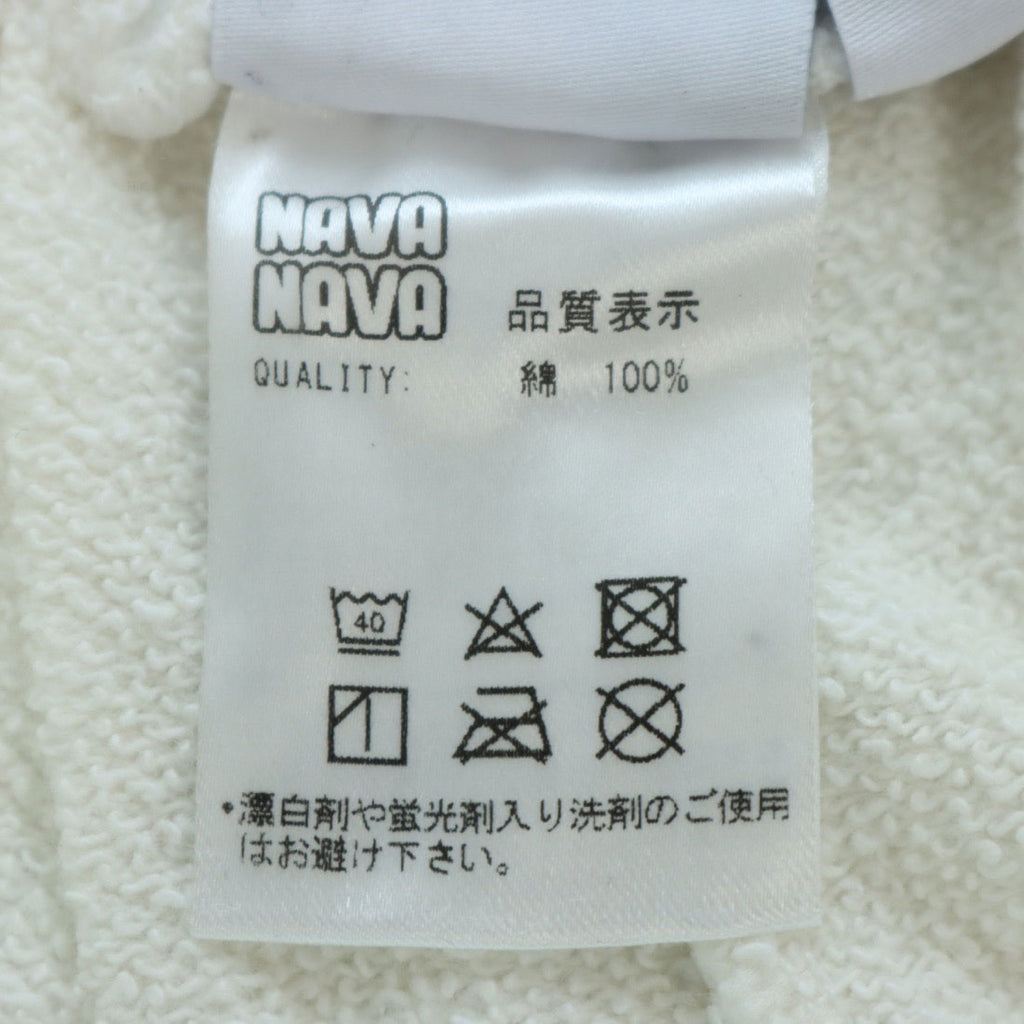 NAVA
NAVA
品質表示
QUALITY: 綿 100%
40
*漂白剤や蛍光剤入り洗剤のご使用
はお避け下さい。